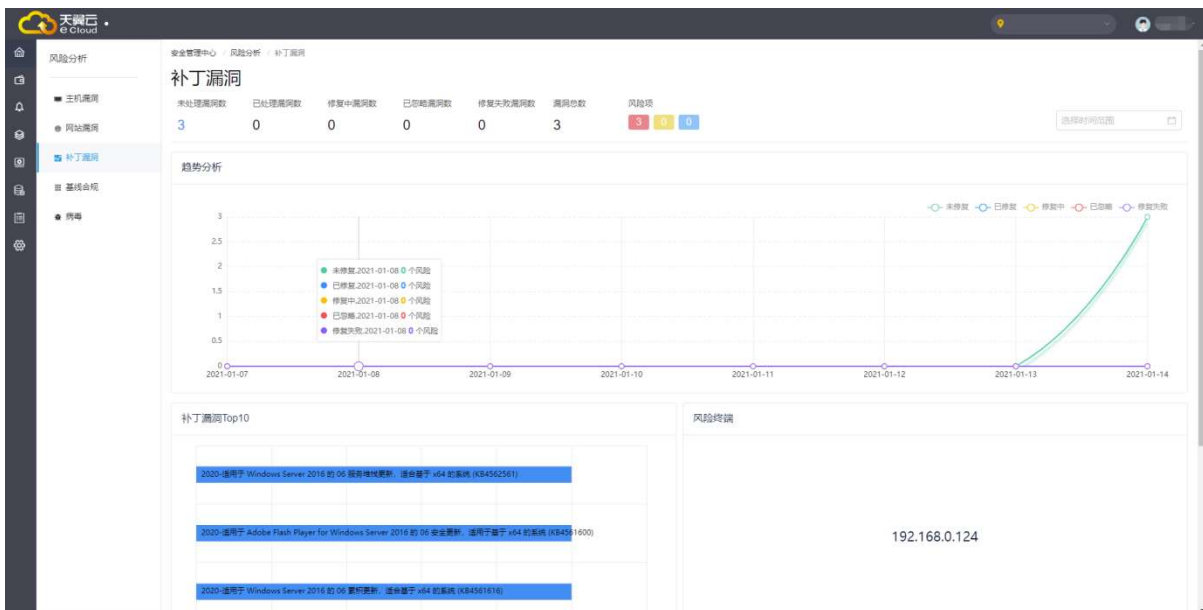 天翼云
e Cloud
风险分析
主机漏洞
网站漏洞
补丁漏洞
基线合规
病毒
安全管理中心 / 风险分析 / 补丁漏洞
补丁漏洞
未处理漏洞数 已处理漏洞数 修复中漏洞数 已忽略漏洞数 修复失败漏洞数 漏洞总数 风险项
3 0 0 0 0 3 3 0 0
选择时间范围
趋势分析
未修复 已修复 修复中 已忽略 修复失败
3
2.5
2
1.5
1
0.5
0
未修复,2021-01-08 0 个风险
已修复,2021-01-08 0 个风险
修复中,2021-01-08 0 个风险
已忽略,2021-01-08 0 个风险
修复失败,2021-01-08 0 个风险
2021-01-07 2021-01-08 2021-01-09 2021-01-10 2021-01-11 2021-01-12 2021-01-13 2021-01-14
补丁漏洞Top10
2020-适用于 Windows Server 2016 的 06 服务堆栈更新，适合基于 x64 的系统 (KB4562561)
2020-适用于 Adobe Flash Player for Windows Server 2016 的 06 安全更新，适用于基于 x64 的系统 (KB4561600)
2020-适用于 Windows Server 2016 的 06 累积更新，适合基于 x64 的系统 (KB4561616)
风险终端
192.168.0.124